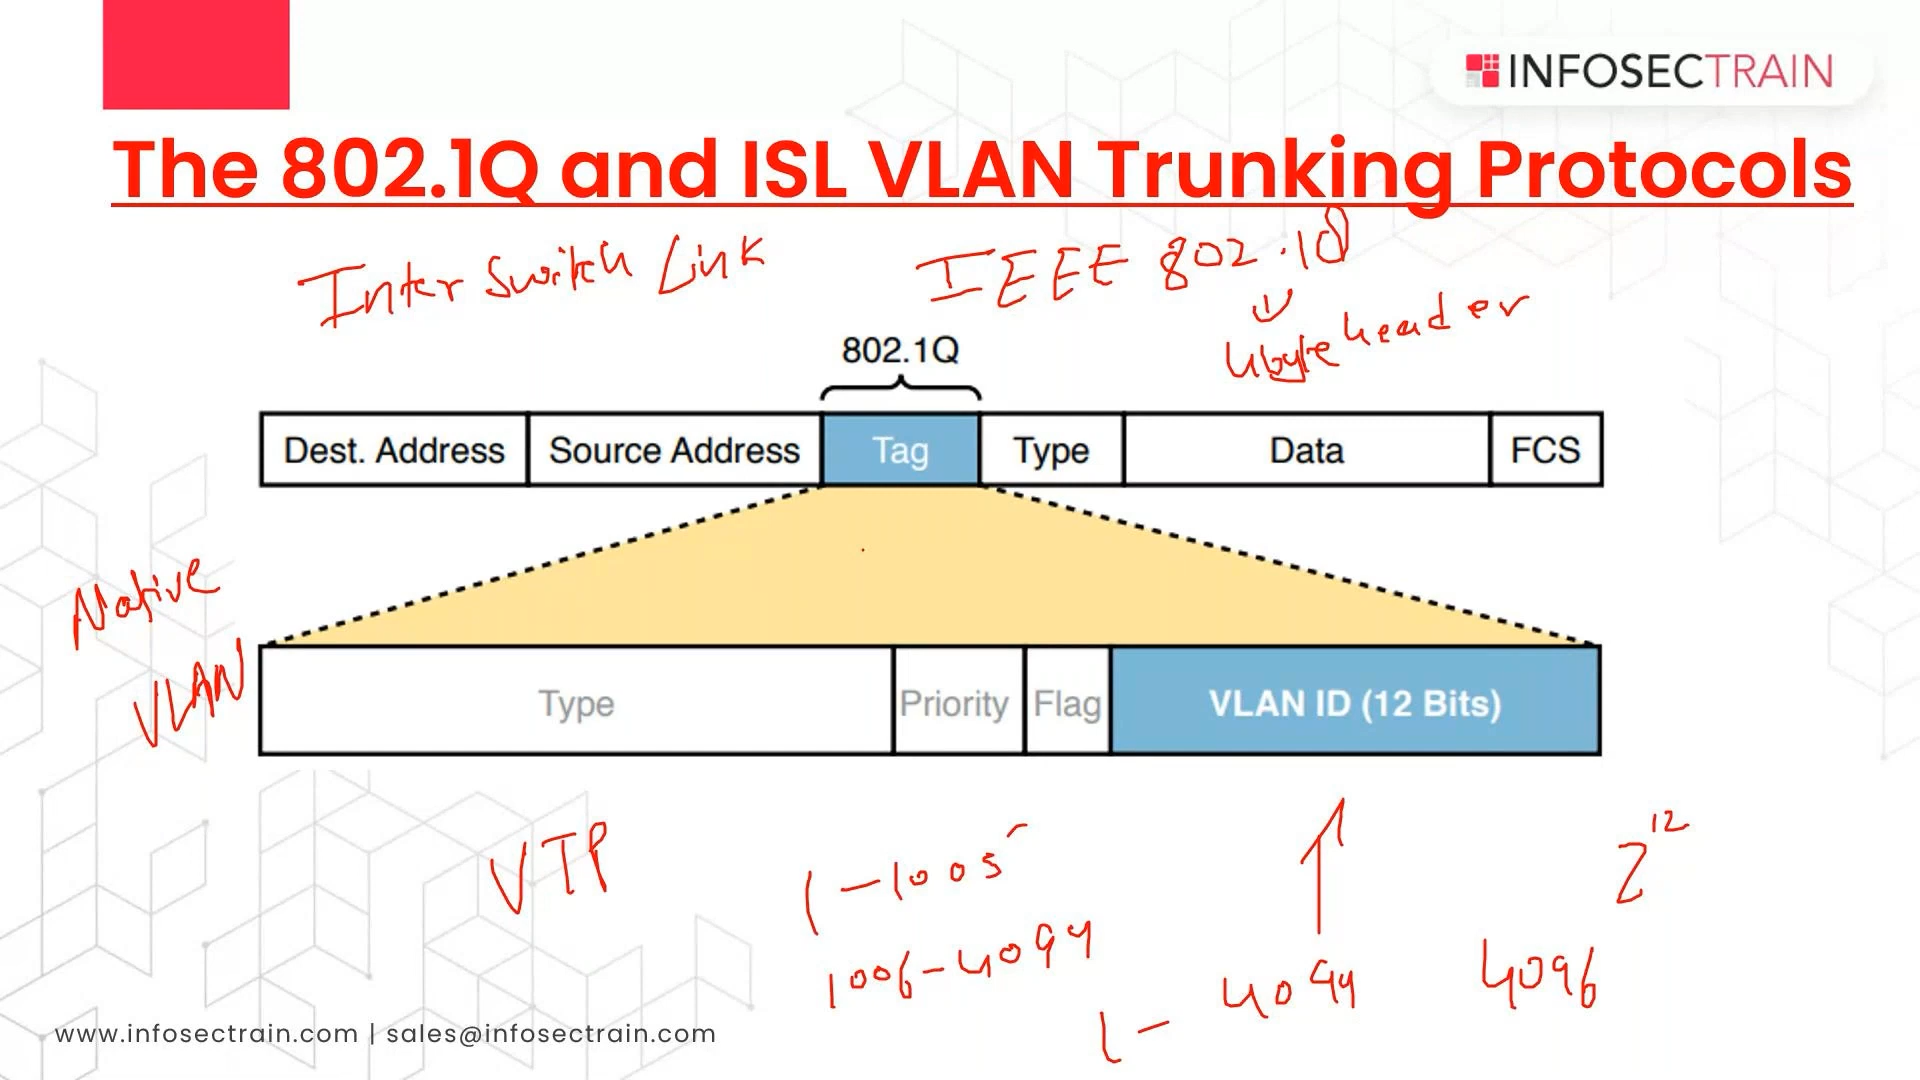 INFOSECTRAIN
The 802.1Q and ISL VLAN Trunking Protocols
Inter Switch Link
IEEE 802.1Q
4byte header
802.1Q
Dest. Address Source Address Tag Type Data FCS
Native
VLAN
Type Priority Flag VLAN ID (12 Bits)
VTP
1-1005
2^12
1006-4094
1- 4094
4096
www.infosectrain.com | sales@infosectrain.com